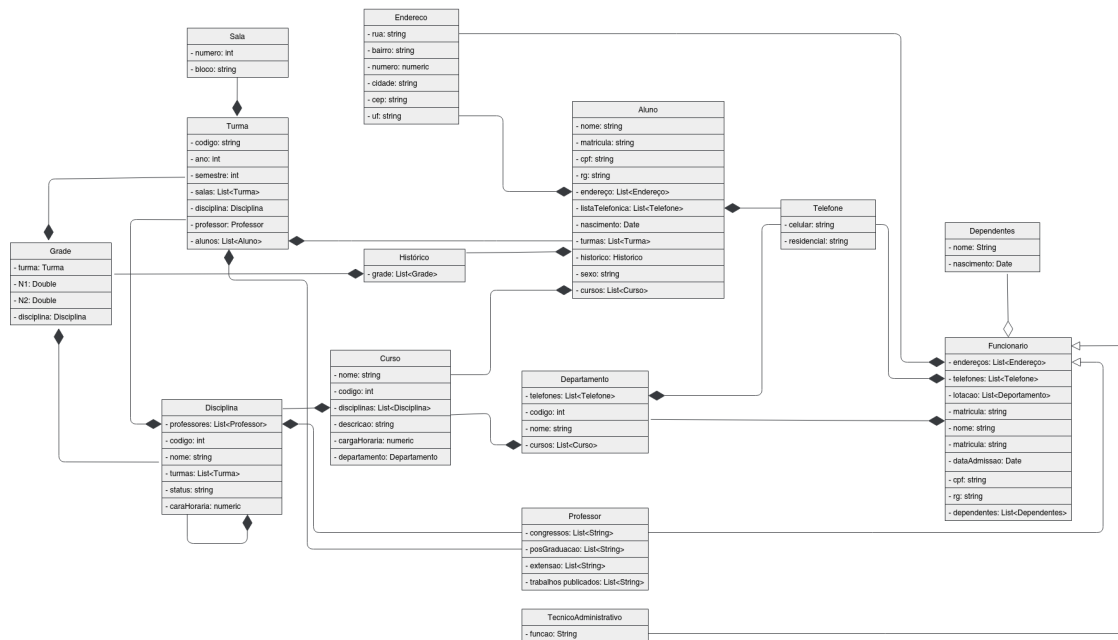 Endereco
- rua: string
- bairro: string
- numero: numeric
- cidade: string
- cep: string
- uf: string
Sala
- numero: int
- bloco: string
Turma
- codigo: string
- ano: int
- semestre: int
- salas: List<Turma>
- disciplina: Disciplina
- professor: Professor
- alunos: List<Aluno>
Aluno
- nome: string
- matricula: string
- cpf: string
- rg: string
- endereço: List<Endereço>
- listaTelefonica: List<Telefone>
- nascimento: Date
- turmas: List<Turma>
- historico: Historico
- sexo: string
- cursos: List<Curso>
Telefone
- celular: string
- residencial: string
Dependentes
- nome: String
- nascimento: Date
Grade
- turma: Turma
- N1: Double
- N2: Double
- disciplina: Disciplina
Histórico
- grade: List<Grade>
Funcionario
- endereços: List<Endereço>
- telefones: List<Telefone>
- lotacao: List<Deportamento>
- matricula: string
- nome: string
- matricula: string
- dataAdmissao: Date
- cpf: string
- rg: string
- dependentes: List<Dependentes>
Curso
- nome: string
- codigo: int
- disciplinas: List<Disciplina>
- descricao: string
- cargaHoraria: numeric
- departamento: Departamento
Departamento
- telefones: List<Telefone>
- codigo: int
- nome: string
- cursos: List<Curso>
Disciplina
- professores: List<Professor>
- codigo: int
- nome: string
- turmas: List<Turma>
- status: string
- caraHoraria: numeric
Professor
- congressos: List<String>
- posGraduacao: List<String>
- extensao: List<String>
- trabalhos publicados: List<String>
TecnicoAdministrativo
- funcao: String